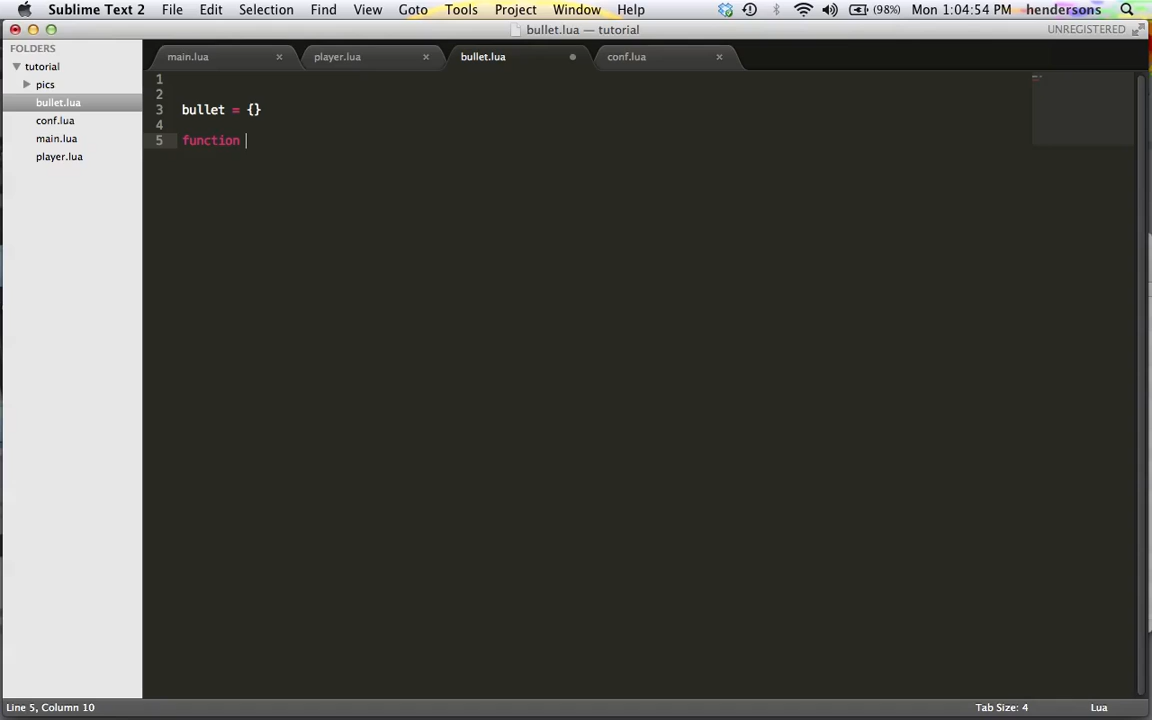 Sublime Text 2 File Edit Selection Find View Goto Tools Project Window Help (98%) Mon 1:04:54 PM hendersons
bullet.lua — tutorial UNREGISTERED
FOLDERS
tutorial
pics
bullet.lua
conf.lua
main.lua
player.lua
main.lua × player.lua × bullet.lua conf.lua ×
1
2
3 bullet = {}
4
5 function
Line 5, Column 10 Tab Size: 4 Lua